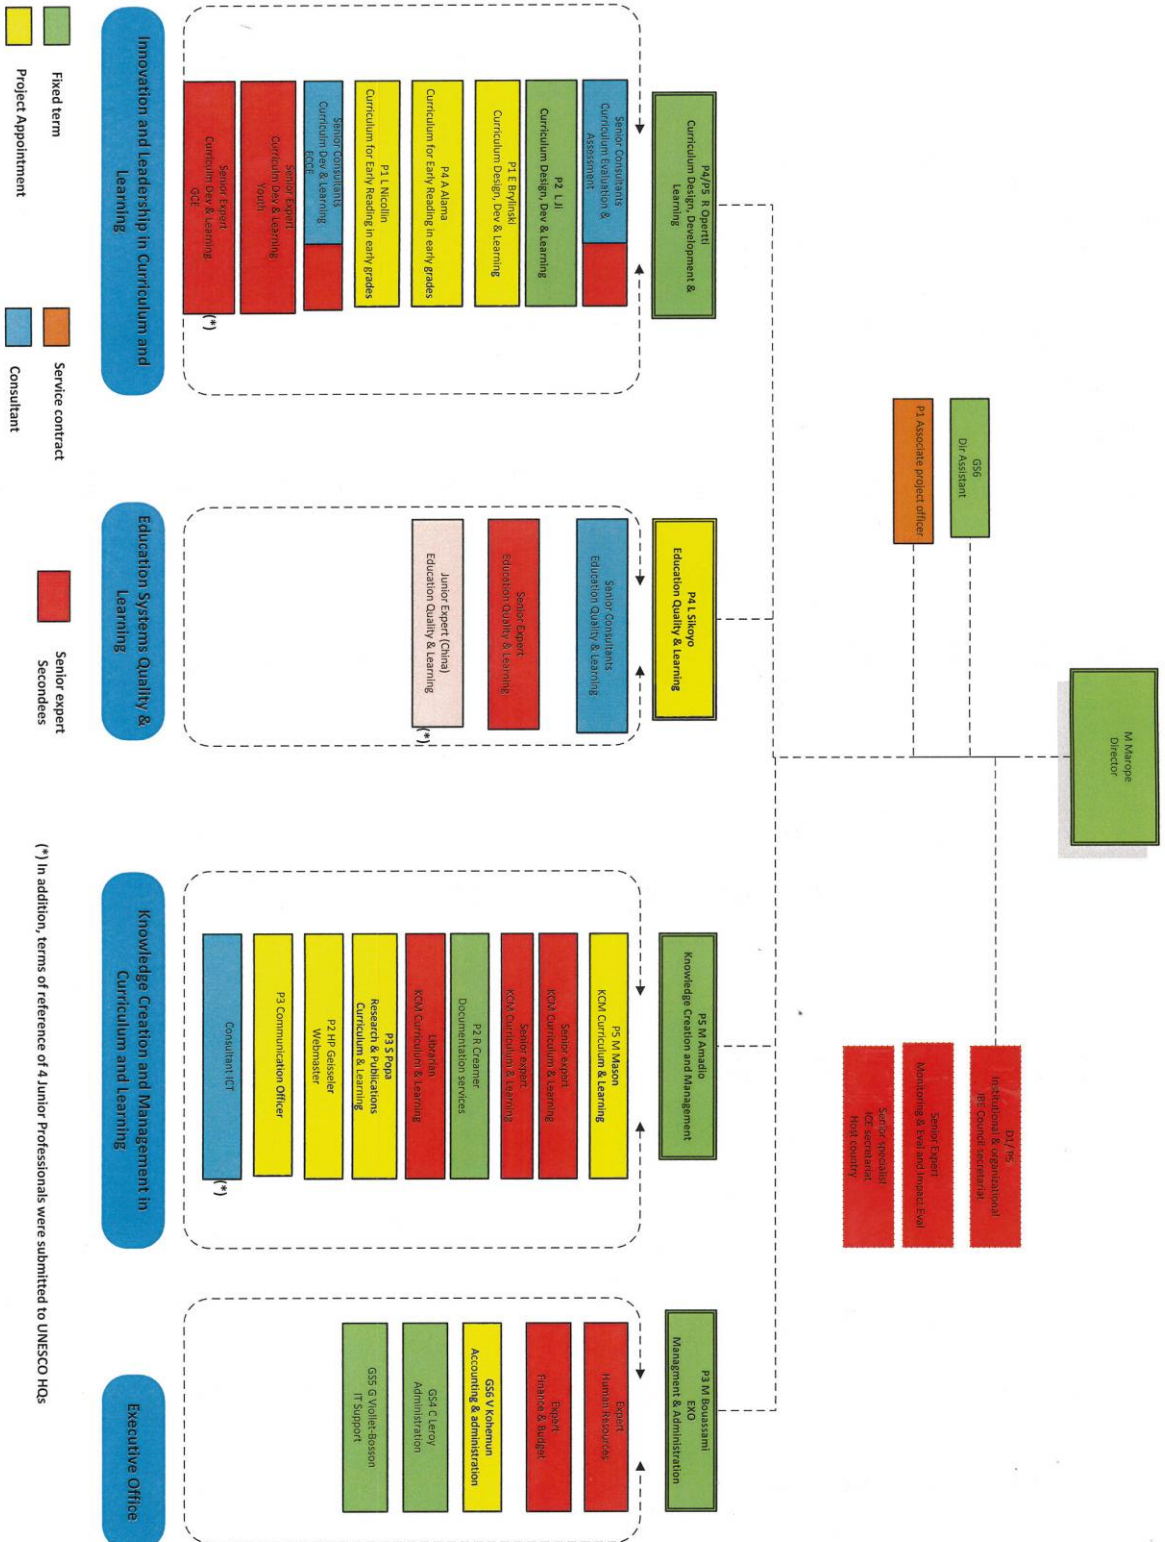 M Marope
Director
GS6
Dir Assistant
P1 Associate project officer
D1/ P5
Institutional & organizational
IBE Council secretariat
Senior Expert
Monitoring & Eval and Impact Eval
Senior specialist
ICE secretariat
Host country
P4/P5 R Opertti
Curriculum Design, Development &
Learning
Senior Consultants
Curriculum Evaluation &
Assessment
P2 L Ji
Curriculum Design, Dev & Learning
P1 E Brylinski
Curriculum Design, Dev & Learning
P4 A Alama
Curriculum for Early Reading in early grades
P1 L Nicollin
Curriculum for Early Reading in early grades
Senior Consultants
Curriculm Dev & Learning
ECCE
Senior Expert
Curriculm Dev & Learning
Youth
Senior Expert
Curriculm Dev & Learning
GCE
(*)
Innovation and Leadership in Curriculum and
Learning
P4 L Sikoyo
Education Quality & Learning
Senior Consultants
Education Quality & Learning
Senior Expert
Education Quality & Learning
Junior Expert (China)
Education Quality & Learning
(*)
Education Systems Quality &
Learning
P5 M Amadio
Knowledge Creation and Management
P5 M Mason
KCM Curriculum & Learning
Senior expert
KCM Curriculum & Learning
Senior expert
KCM Curriculum & Learning
P2 R Creamer
Documentation services
Librarian
KCM Curriculum & Learning
P3 S Popa
Research & Publications
Curriculum & Learning
P2 HP Geisseler
Webmaster
P3 Communication Officer
Consultant ICT
(*)
Knowledge Creation and Management in
Curriculum and Learning
P3 M Bouassami
EXO
Managment & Administration
Expert
Human Resources
Expert
Finance & Budget
GS6 V Kohemun
Accounting & administration
GS4 C Leroy
Administration
GS5 G Viollet-Bosson
IT Support
Executive Office
Fixed term
Project Appointment
Service contract
Consultant
Senior expert
Secondees
(*) In addition, terms of reference of 4 Junior Professionals were submitted to UNESCO HQs